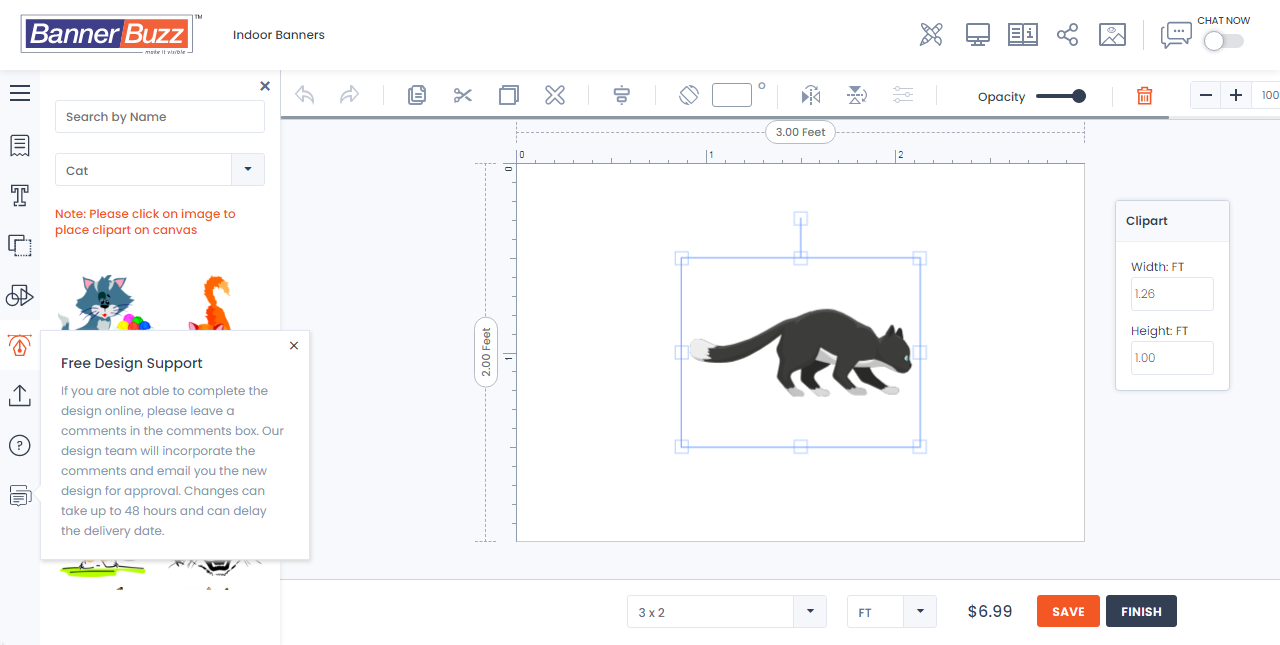 BannerBuzz
TM
make it visible
Indoor Banners
CHAT NOW
Search by Name
Cat
Note: Please click on image to
place clipart on canvas
Free Design Support
If you are not able to complete the
design online, please leave a
comments in the comments box. Our
design team will incorporate the
comments and email you the new
design for approval. Changes can
take up to 48 hours and can delay
the delivery date.
Opacity
100
3.00 Feet
0
1
2
0
1
2.00 Feet
Clipart
Width: FT
1.26
Height: FT
1.00
3 x 2
FT
$6.99
SAVE
FINISH